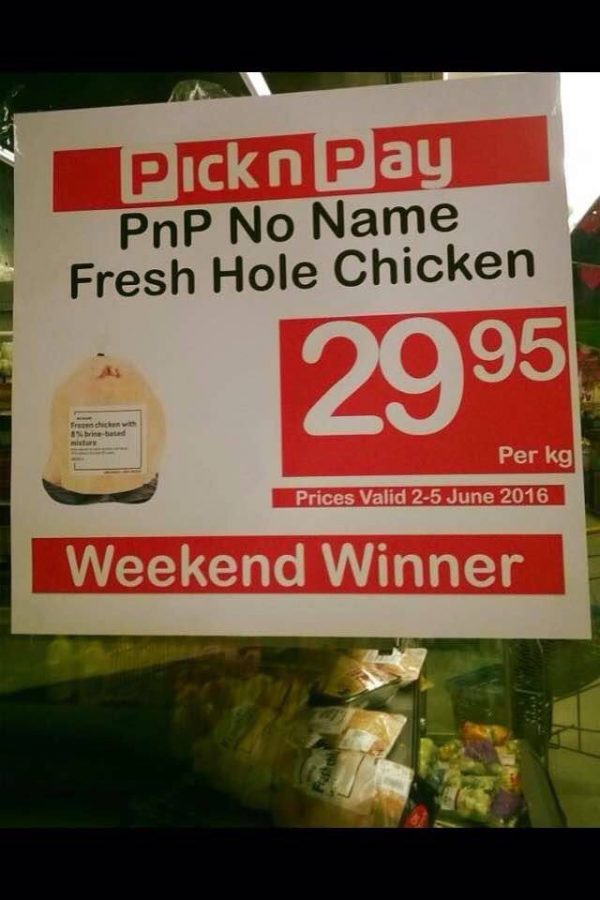 Pick n Pay
PnP No Name
Fresh Hole Chicken
29 95
Per kg
Frozen chicken with
8% brine-based
mixture
Prices Valid 2-5 June 2016
Weekend Winner